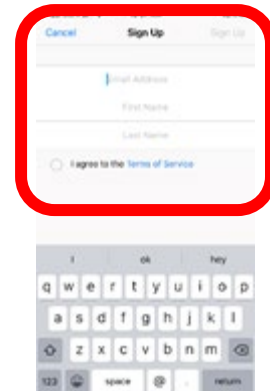 Cancel Sign Up Sign Up
Email Address
First Name
Last Name
I agree to the Terms of Service
I ok hey
q w e r t y u i o p
a s d f g h j k l
z x c v b n m
123 space @ . return